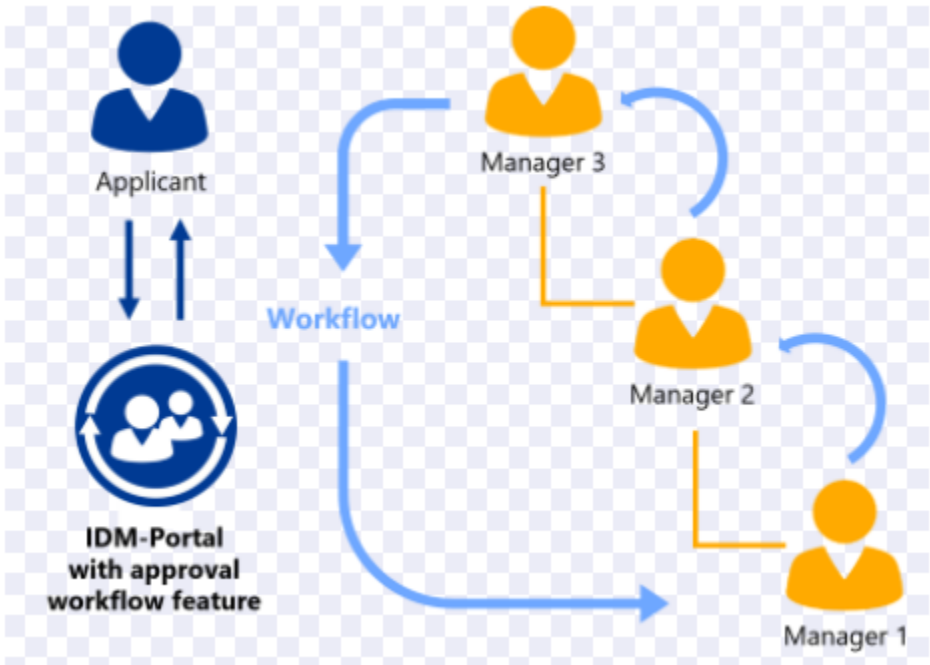 Applicant
Manager 3
Workflow
Manager 2
IDM-Portal
with approval
workflow feature
Manager 1